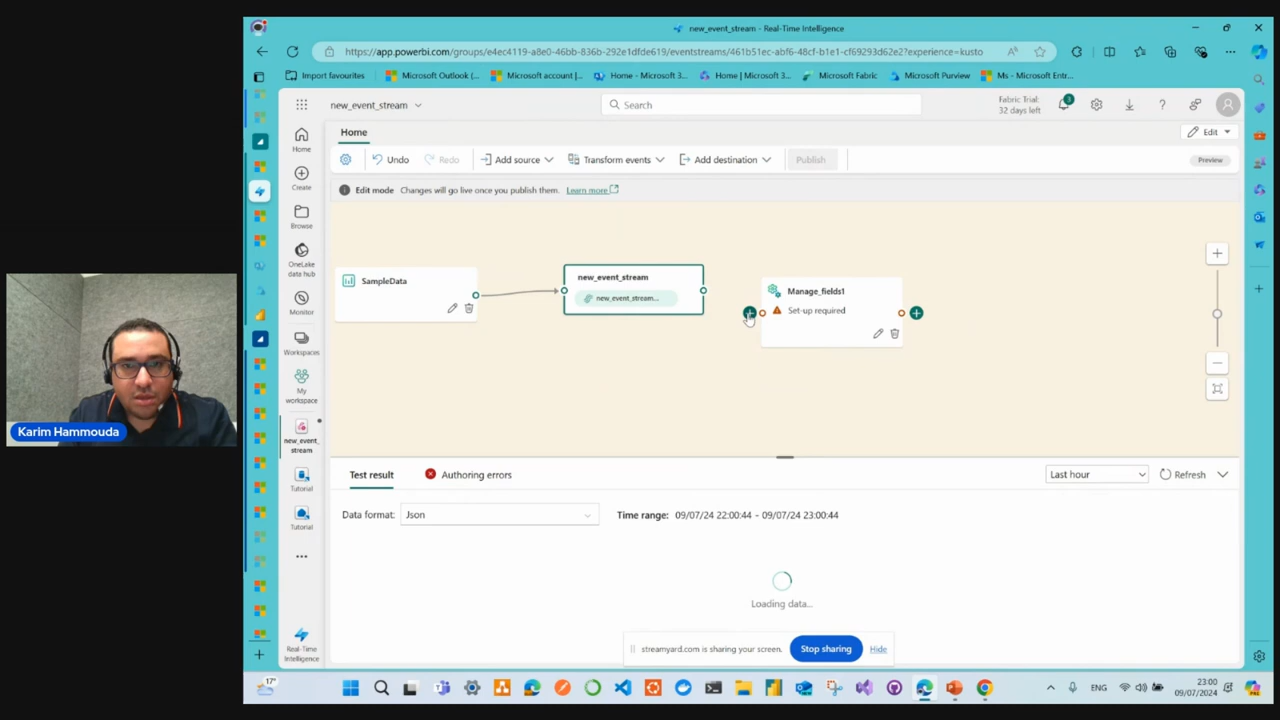 new_event_stream - Real-Time Intelligence
https://app.powerbi.com/groups/e4ec4119-a8e0-46bb-836b-292e1dfde619/eventstreams/461b51ec-abf6-48cf-b1e1-cf69293d62e2?experience=kusto
Import favourites
Microsoft Outlook (...
Microsoft account |...
Home - Microsoft 3...
Home | Microsoft 3...
Microsoft Fabric
Microsoft Purview
Ms - Microsoft Entr...
new_event_stream
Search
Fabric Trial:
32 days left
3
Home
Edit
Undo
Redo
Add source
Transform events
Add destination
Publish
Preview
Edit mode
Changes will go live once you publish them.
Learn more
Home
Create
Browse
OneLake
data hub
Monitor
Workspaces
My
workspace
new_event_
stream
Tutorial
Tutorial
Real-Time
Intelligence
SampleData
new_event_stream
new_event_stream...
Manage_fields1
Set-up required
Test result
Authoring errors
Last hour
Refresh
Data format:
Json
Time range:
09/07/24 22:00:44 - 09/07/24 23:00:44
Loading data...
streamyard.com is sharing your screen.
Stop sharing
Hide
Karim Hammouda
17°
ENG
23:00
09/07/2024